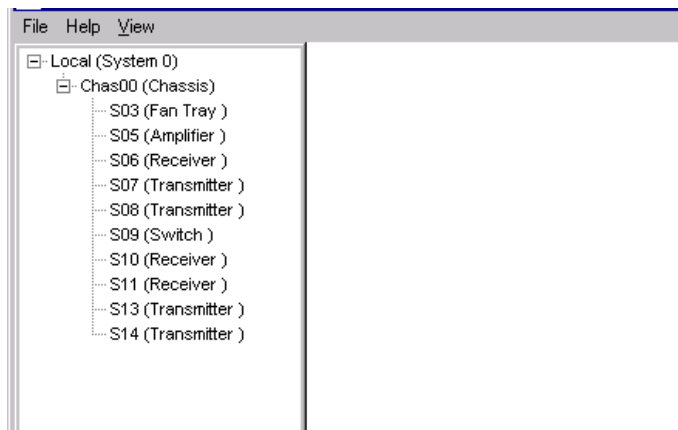 File Help View
Local (System 0)
Chas00 (Chassis)
S03 (Fan Tray )
S05 (Amplifier )
S06 (Receiver )
S07 (Transmitter )
S08 (Transmitter )
S09 (Switch )
S10 (Receiver )
S11 (Receiver )
S13 (Transmitter )
S14 (Transmitter )